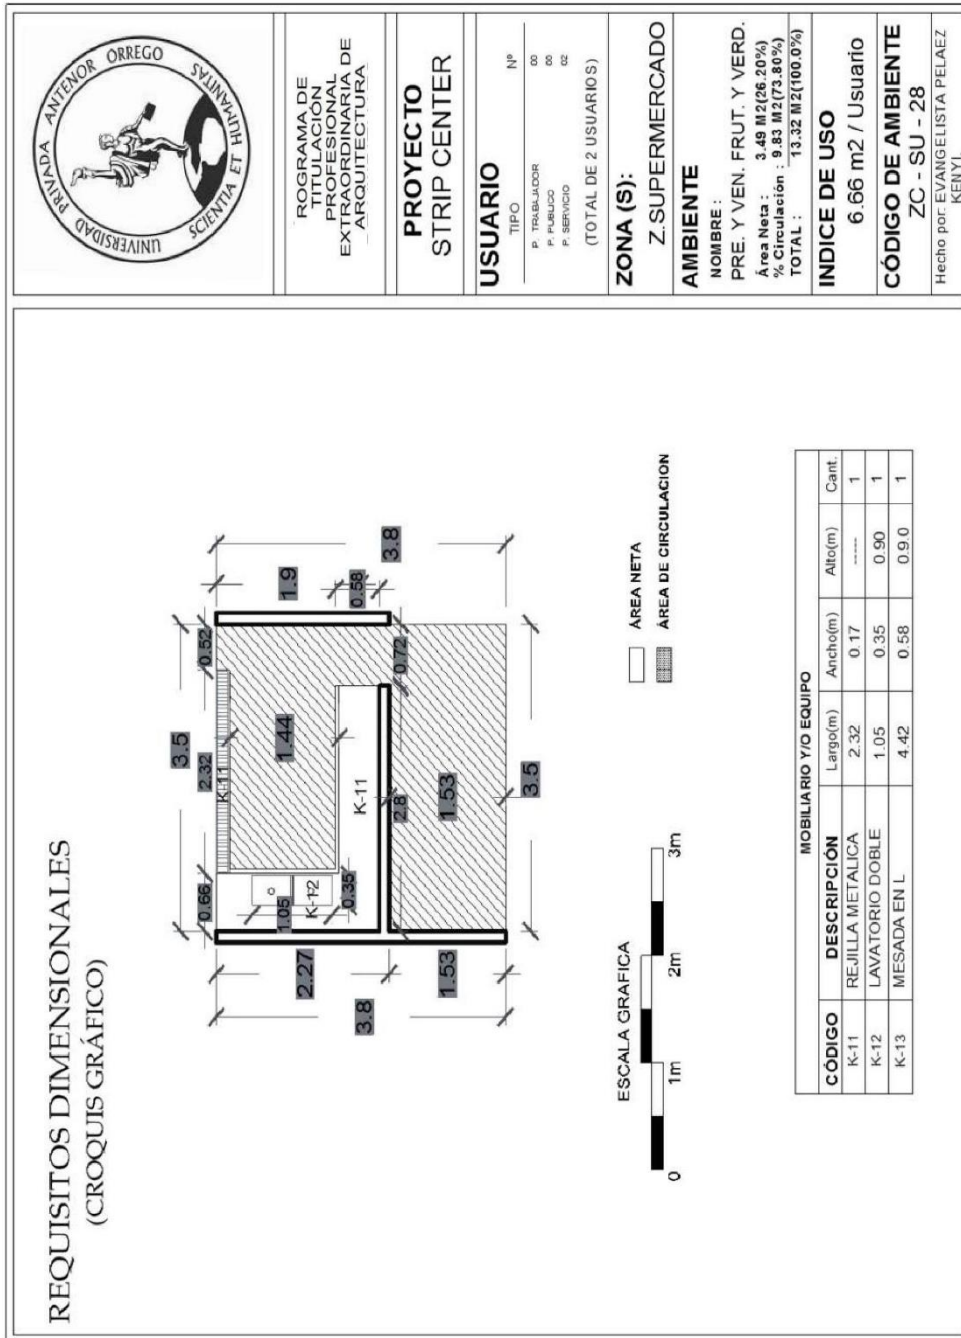 REQUISITOS DIMENSIONALES
(CROQUIS GRÁFICO)
3.5
0.66
2.32
0.52
K-11
1.9
0.58
3.8
1.44
1.05
K-12
0.35
K-11
2.27
3.8
1.53
2.8
0.72
1.53
3.5
ESCALA GRAFICA
0
1m
2m
3m
ÁREA NETA
ÁREA DE CIRCULACION
MOBILIARIO Y/O EQUIPO
CÓDIGO DESCRIPCIÓN Largo(m) Ancho(m) Alto(m) Cant.
K-11 REJILLA METALICA 2.32 0.17 ----- 1
K-12 LAVATORIO DOBLE 1.05 0.35 0.90 1
K-13 MESADA EN L 4.42 0.58 0.9.0 1
UNIVERSIDAD PRIVADA ANTENOR ORREGO
SCIENTIA ET HUMANITAS
ROGRAMA DE
TITULACIÓN
PROFESIONAL
EXTRAORDINARIA DE
ARQUITECTURA
PROYECTO
STRIP CENTER
USUARIO
TIPO Nº
P. TRABAJADOR 00
P. PUBLICO 00
P. SERVICIO 02
(TOTAL DE 2 USUARIOS)
ZONA (S):
Z.SUPERMERCADO
AMBIENTE
NOMBRE :
PRE. Y VEN. FRUT. Y VERD.
Área Neta : 3.49 M2(26.20%)
% Circulación : 9.83 M2(73.80%)
TOTAL : 13.32 M2(100.0%)
INDICE DE USO
6.66 m2 / Usuario
CÓDIGO DE AMBIENTE
ZC - SU - 28
Hecho por: EVANGELISTA PELAEZ
KENYI